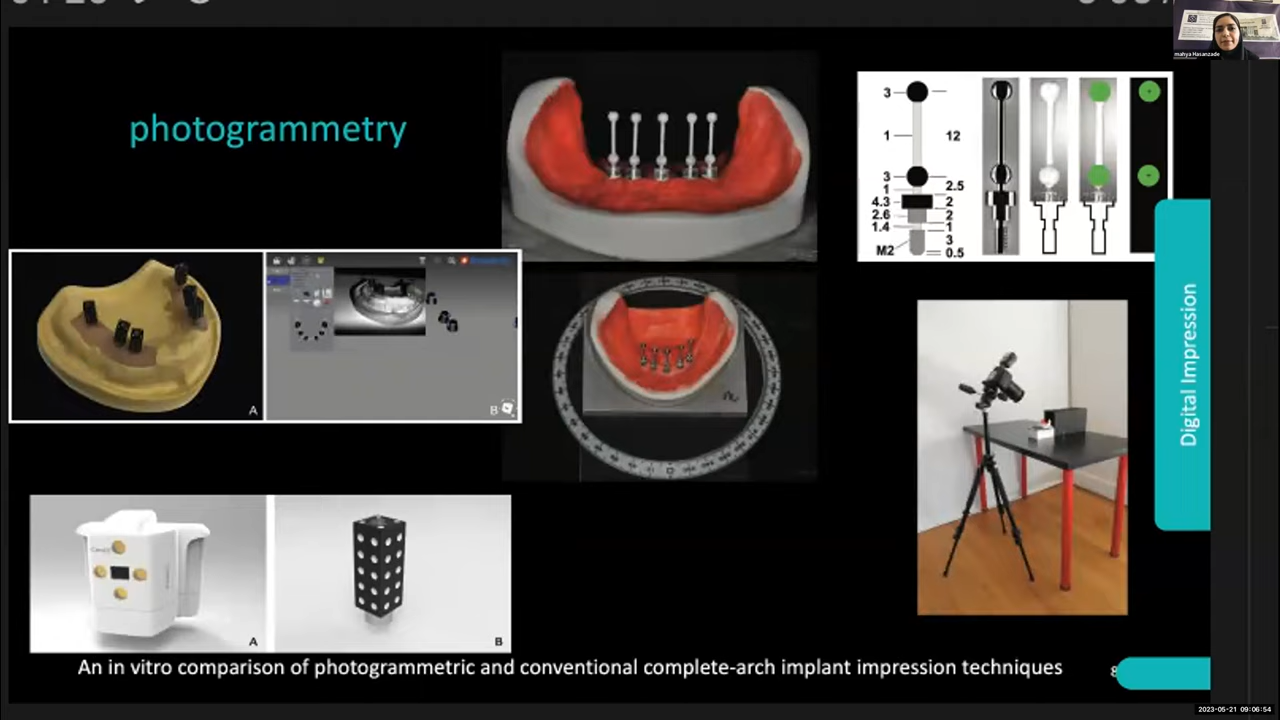 mahya Hasanzade
photogrammetry
3
1
12
3
1
2.5
4.3
2
2.6
2
1.4
1
M2
3
0.5
A
B
Digital Impression
A
B
An in vitro comparison of photogrammetric and conventional complete-arch implant impression techniques
8
2023-05-21 09:06:54